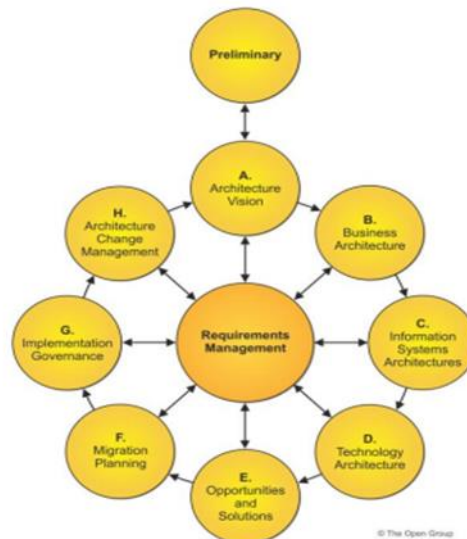 Preliminary
A.
Architecture
Vision
B.
Business
Architecture
C.
Information
Systems
Architectures
D.
Technology
Architecture
E.
Opportunities
and
Solutions
F.
Migration
Planning
G.
Implementation
Governance
H.
Architecture
Change
Management
Requirements
Management
© The Open Group